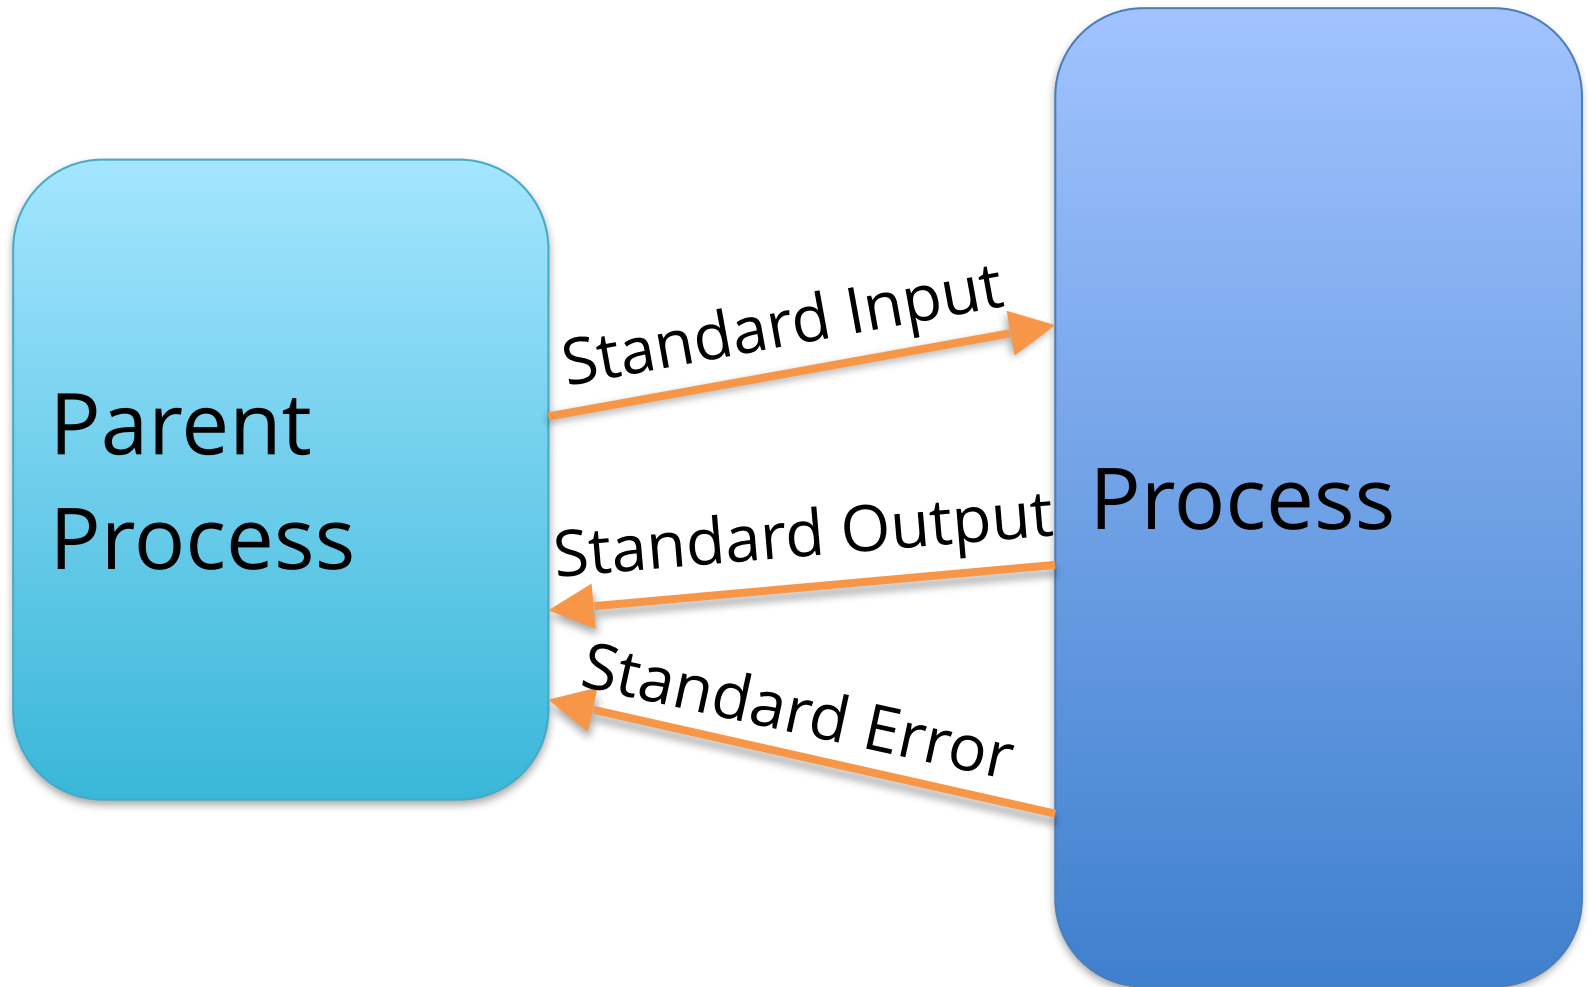 Parent
Process
Standard Input
Standard Output
Standard Error
Process